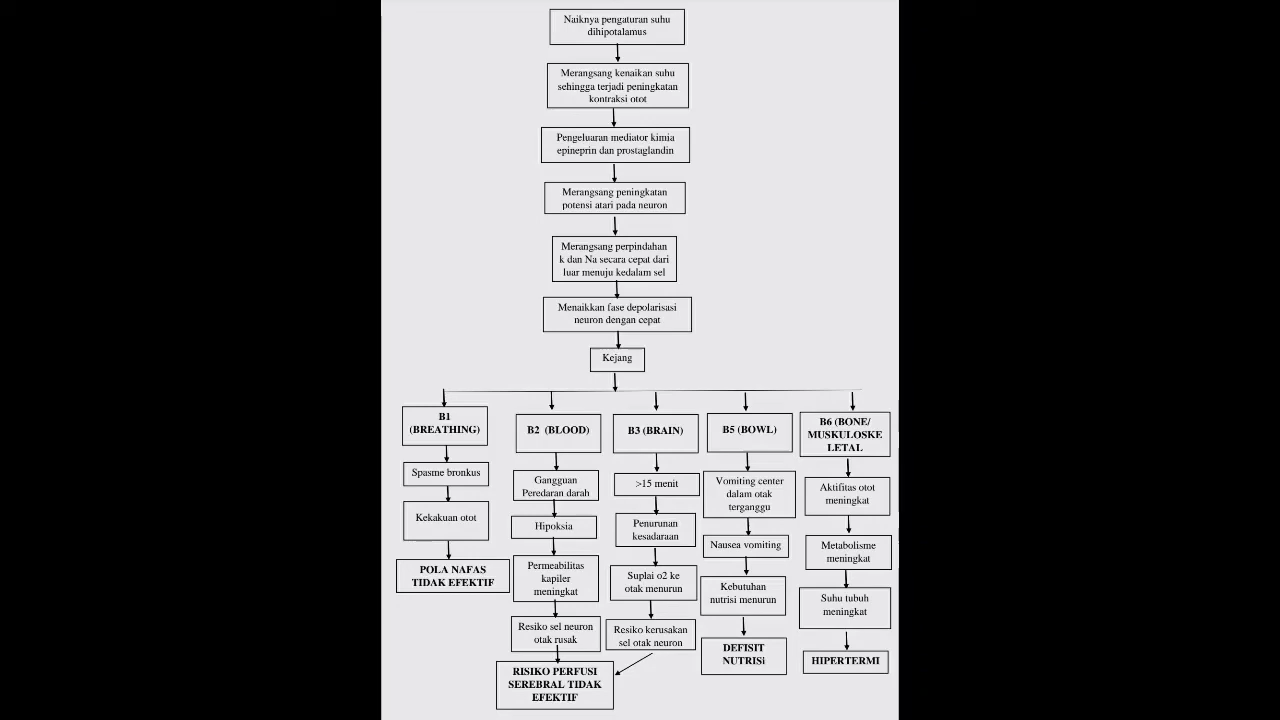 Naiknya pengaturan suhu
dihipotalamus
Merangsang kenaikan suhu
sehingga terjadi peningkatan
kontraksi otot
Pengeluaran mediator kimia
epineprin dan prostaglandin
Merangsang peningkatan
potensi atari pada neuron
Merangsang perpindahan
k dan Na secara cepat dari
luar menuju kedalam sel
Menaikkan fase depolarisasi
neuron dengan cepat
Kejang
B1
(BREATHING)
Spasme bronkus
Kekakuan otot
POLA NAFAS
TIDAK EFEKTIF
B2 (BLOOD)
Gangguan
Peredaran darah
Hipoksia
Permeabilitas
kapiler
meningkat
Resiko sel neuron
otak rusak
RISIKO PERFUSI
SEREBRAL TIDAK
EFEKTIF
B3 (BRAIN)
>15 menit
Penurunan
kesadaraan
Suplai o2 ke
otak menurun
Resiko kerusakan
sel otak neuron
B5 (BOWL)
Vomiting center
dalam otak
terganggu
Nausea vomiting
Kebutuhan
nutrisi menurun
DEFISIT
NUTRISi
B6 (BONE/
MUSKULOSKE
LETAL
Aktifitas otot
meningkat
Metabolisme
meningkat
Suhu tubuh
meningkat
HIPERTERMI